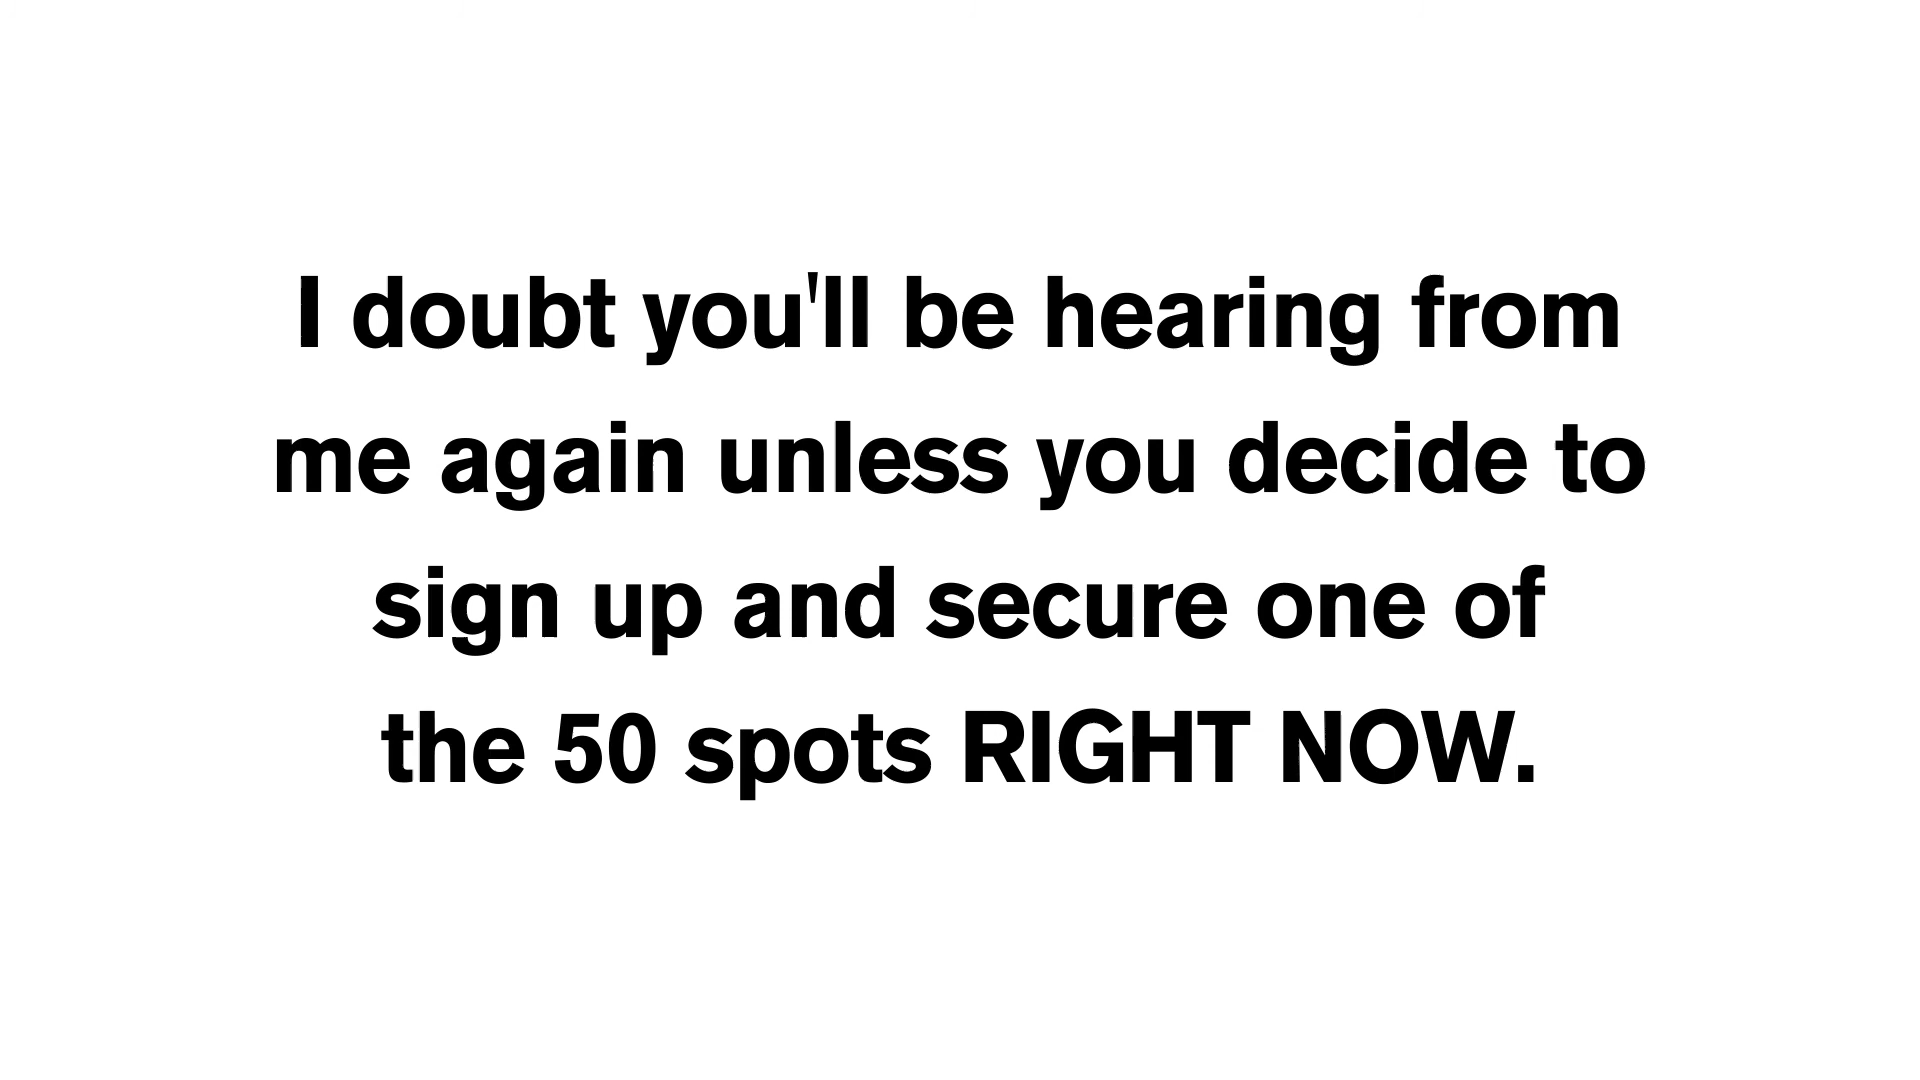 I doubt you'll be hearing from
me again unless you decide to
sign up and secure one of
the 50 spots RIGHT NOW.